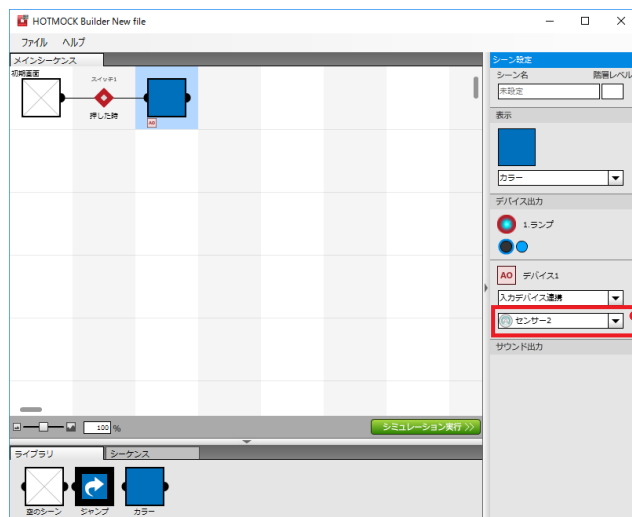 HOTMOCK Builder New file
ファイル ヘルプ
メインシーケンス
初期画面
スイッチ1
押した時
AO
100 %
シミュレーション実行
ライブラリ シーケンス
空のシーン ジャンプ カラー
シーン設定
シーン名 階層レベル
未設定
表示
カラー
デバイス出力
1.ランプ
AO デバイス1
入力デバイス連携
センサー2
サウンド出力